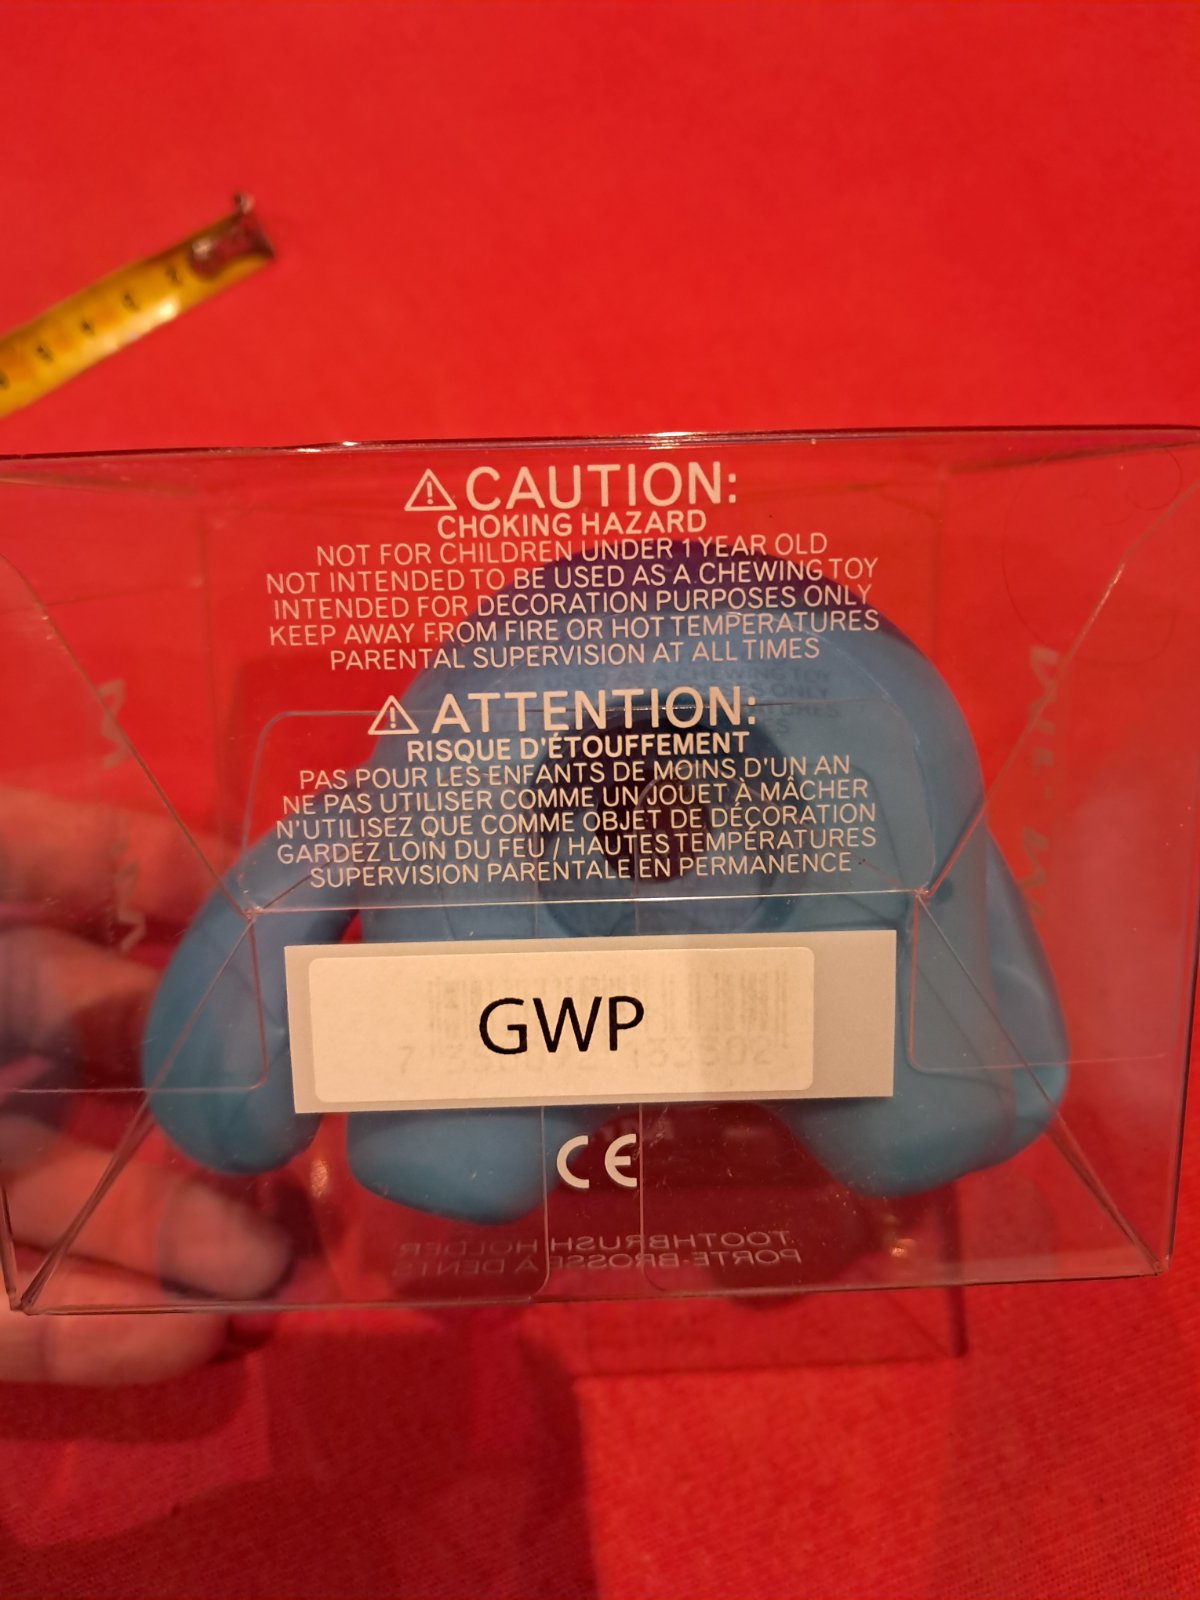 ⚠ CAUTION:
CHOKING HAZARD
NOT FOR CHILDREN UNDER 1 YEAR OLD
NOT INTENDED TO BE USED AS A CHEWING TOY
INTENDED FOR DECORATION PURPOSES ONLY
KEEP AWAY FROM FIRE OR HOT TEMPERATURES
PARENTAL SUPERVISION AT ALL TIMES
⚠ ATTENTION:
RISQUE D'ÉTOUFFEMENT
PAS POUR LES ENFANTS DE MOINS D'UN AN
NE PAS UTILISER COMME UN JOUET À MÂCHER
N'UTILISEZ QUE COMME OBJET DE DÉCORATION
GARDEZ LOIN DU FEU / HAUTES TEMPÉRATURES
SUPERVISION PARENTALE EN PERMANENCE
GWP
CE
TOOTHBRUSH HOLDER
PORTE-BROSSE A DENTS